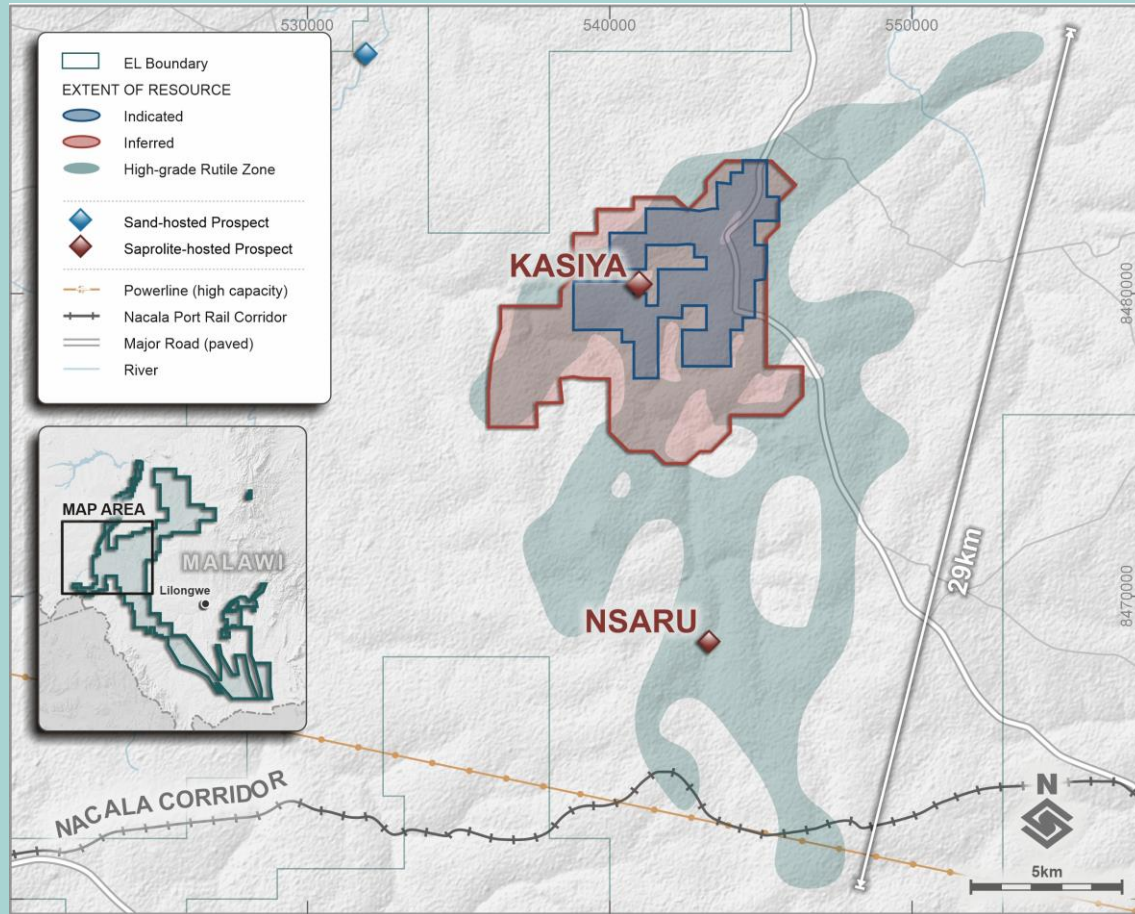 530000
540000
550000
EL Boundary
EXTENT OF RESOURCE
Indicated
Inferred
High-grade Rutile Zone
Sand-hosted Prospect
Saprolite-hosted Prospect
Powerline (high capacity)
Nacala Port Rail Corridor
Major Road (paved)
River
KASIYA
8480000
MAP AREA
MALAWI
Lilongwe
29km
8470000
NSARU
NACALA CORRIDOR
N
5km